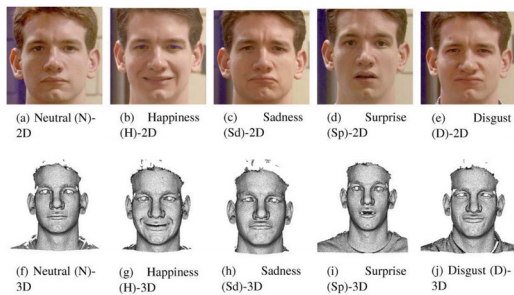 (a) Neutral (N)-
2D
(b) Happiness
(H)-2D
(c) Sadness
(Sd)-2D
(d) Surprise
(Sp)-2D
(e) Disgust
(D)-2D
(f) Neutral (N)-
3D
(g) Happiness
(H)-3D
(h) Sadness
(Sd)-3D
(i) Surprise
(Sp)-3D
(j) Disgust (D)-
3D